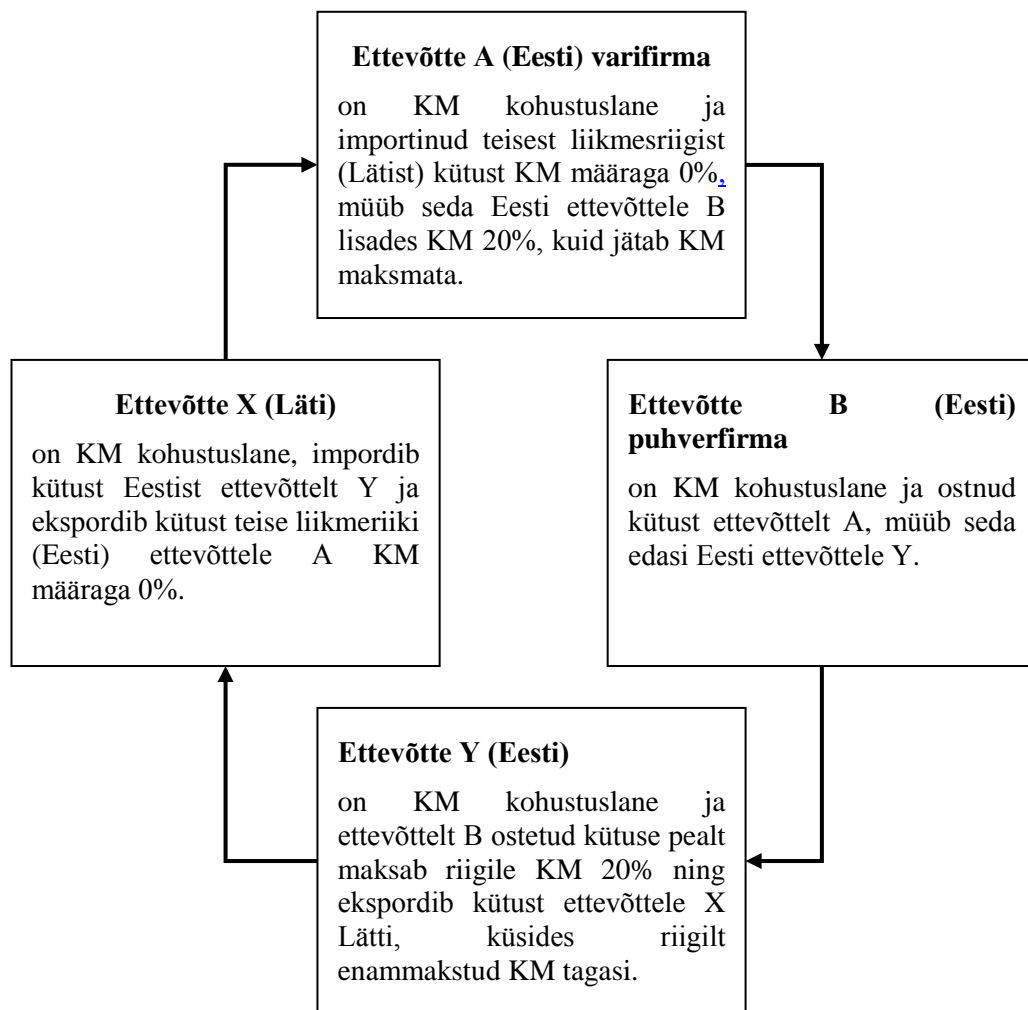 Ettevõtte A (Eesti) varifirma
on KM kohustuslane ja
importinud teisest liikmesriigist
(Lätist) kütust KM määraga 0%,
müüb seda Eesti ettevõttele B
lisades KM 20%, kuid jätab KM
maksmata.
Ettevõtte X (Läti)
on KM kohustuslane, impordib
kütust Eestist ettevõttelt Y ja
ekspordib kütust teise liikmeriiki
(Eesti) ettevõttele A KM
määraga 0%.
Ettevõtte B (Eesti)
puhverfirma
on KM kohustuslane ja ostnud
kütust ettevõttelt A, müüb seda
edasi Eesti ettevõttele Y.
Ettevõtte Y (Eesti)
on KM kohustuslane ja
ettevõttelt B ostetud kütuse pealt
maksab riigile KM 20% ning
ekspordib kütust ettevõttele X
Lätti, küsides riigilt
enammakstud KM tagasi.